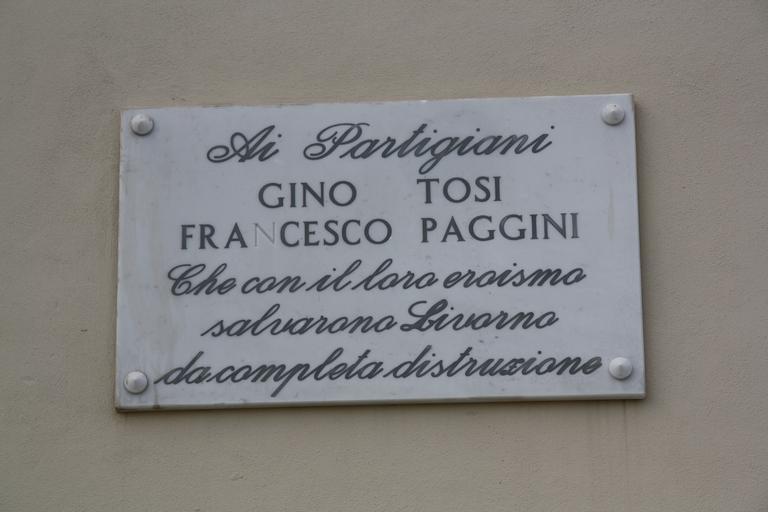 Ai Partigiani
GINO TOSI
FRANCESCO PAGGINI
Che con il loro eroismo
salvarono Livorno
da completa distruzione